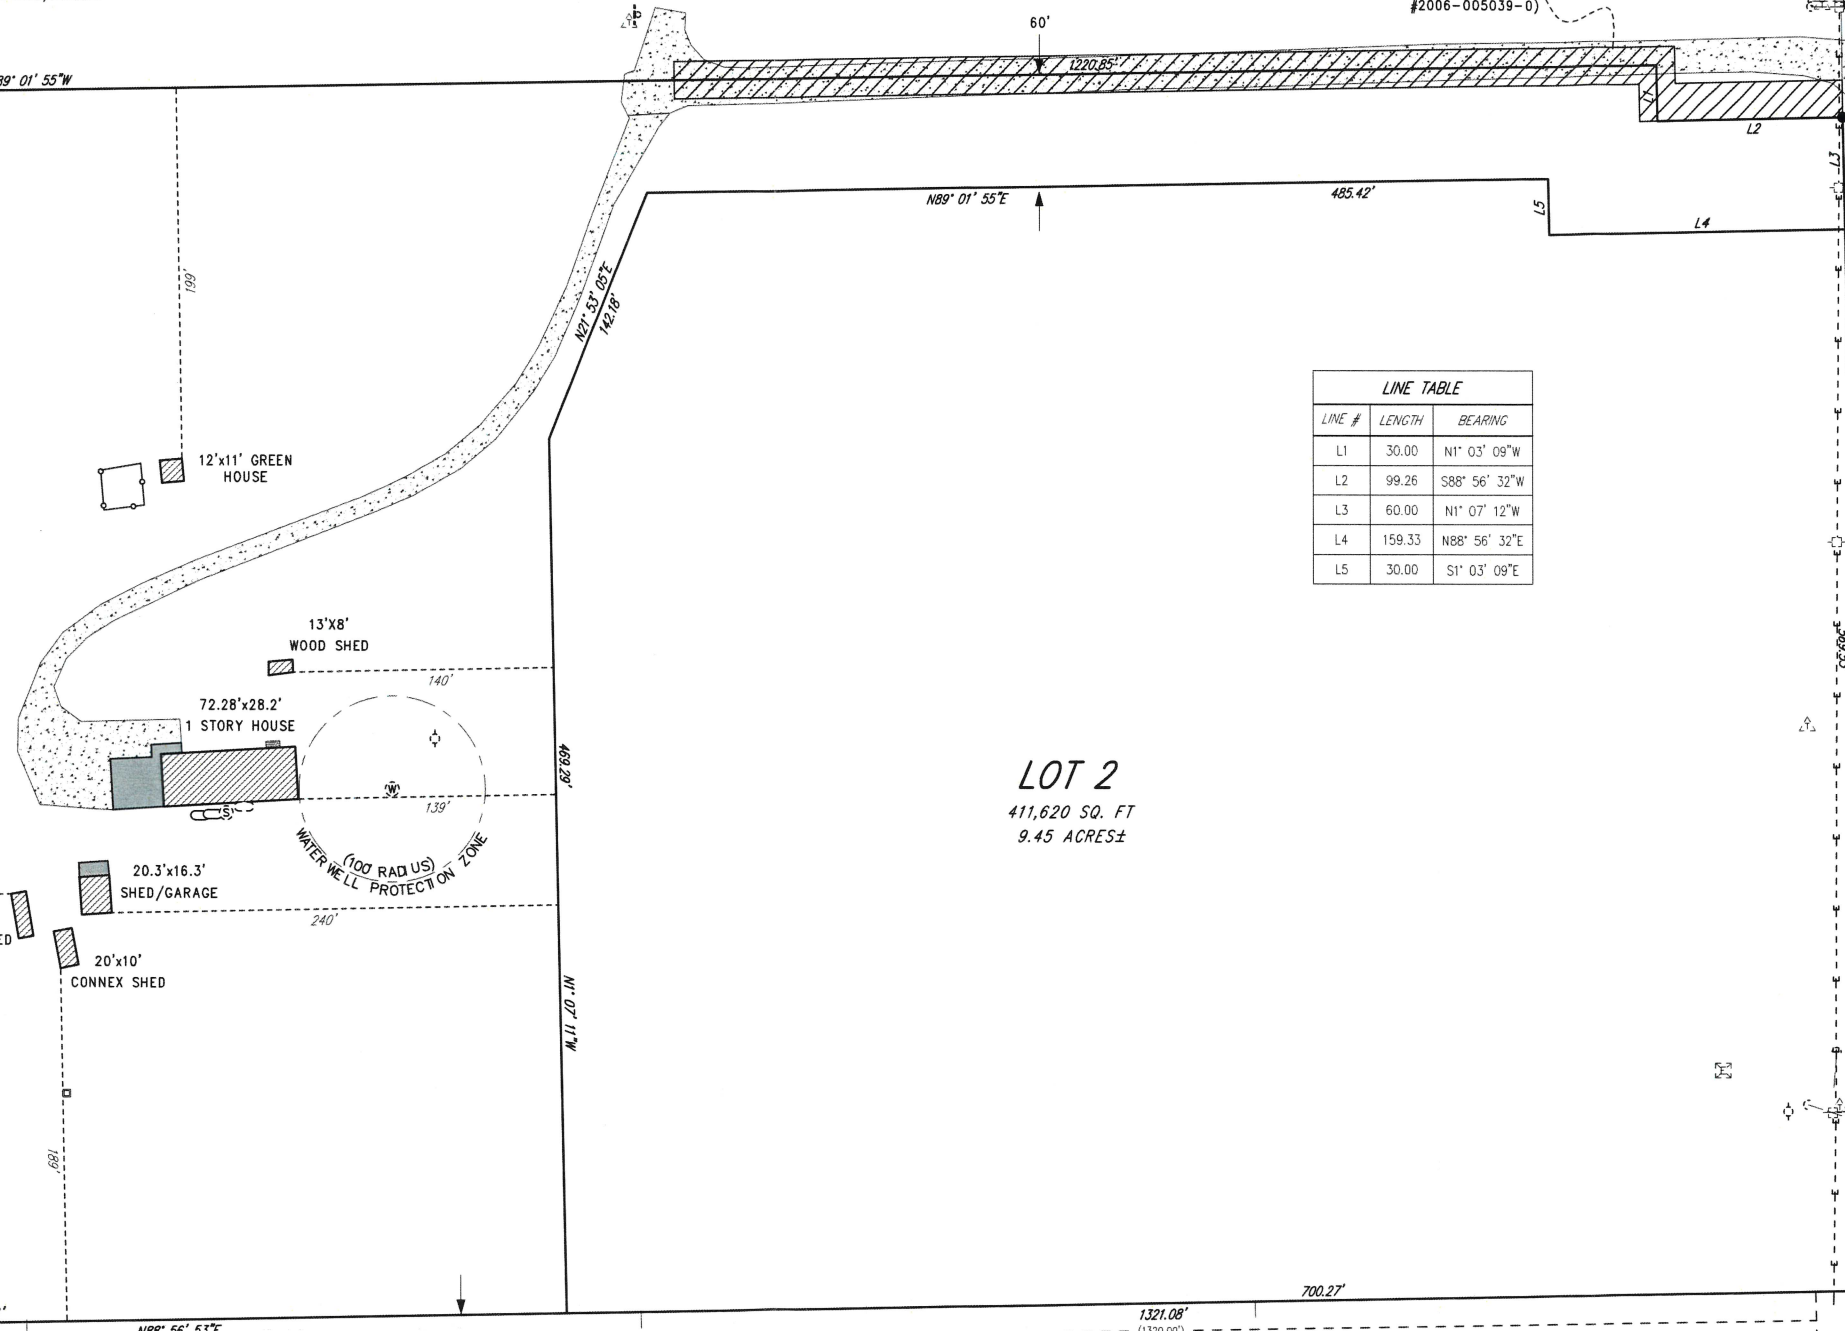 #2006-005039-0)
60'
89° 01' 55"W
1220.85'
L1
L2
L3
N89° 01' 55"E
485.42'
L5
L4
199'
N21° 53' 05"E
142.18'
LINE TABLE
LINE # LENGTH BEARING
L1 30.00 N1° 03' 09"W
L2 99.26 S88° 56' 32"W
L3 60.00 N1° 07' 12"W
L4 159.33 N88° 56' 32"E
L5 30.00 S1° 03' 09"E
12'x11' GREEN
HOUSE
13'X8'
WOOD SHED
140'
72.28'x28.2'
1 STORY HOUSE
469.29'
W
139'
S
(100' RADIUS)
WATER WELL PROTECTION ZONE
LOT 2
411,620 SQ. FT
9.45 ACRES±
20.3'x16.3'
SHED/GARAGE
240'
ED
20'x10'
CONNEX SHED
N1° 07' 11"W
E
189'
700.27'
1321.08'
(1320.00')
N88° 56' 53"E